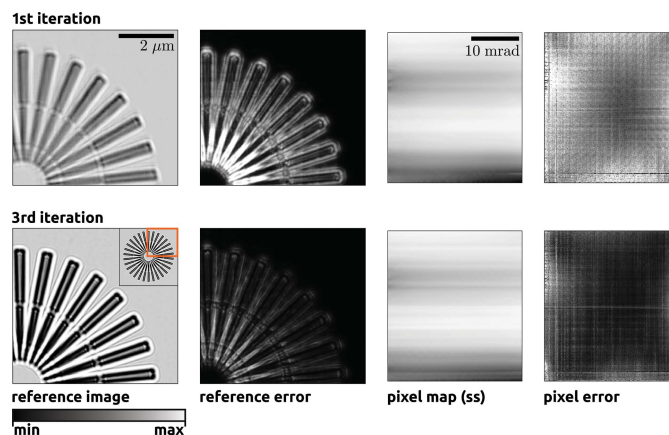 1st iteration
2 μm
10 mrad
3rd iteration
reference image
reference error
pixel map (ss)
pixel error
min
max